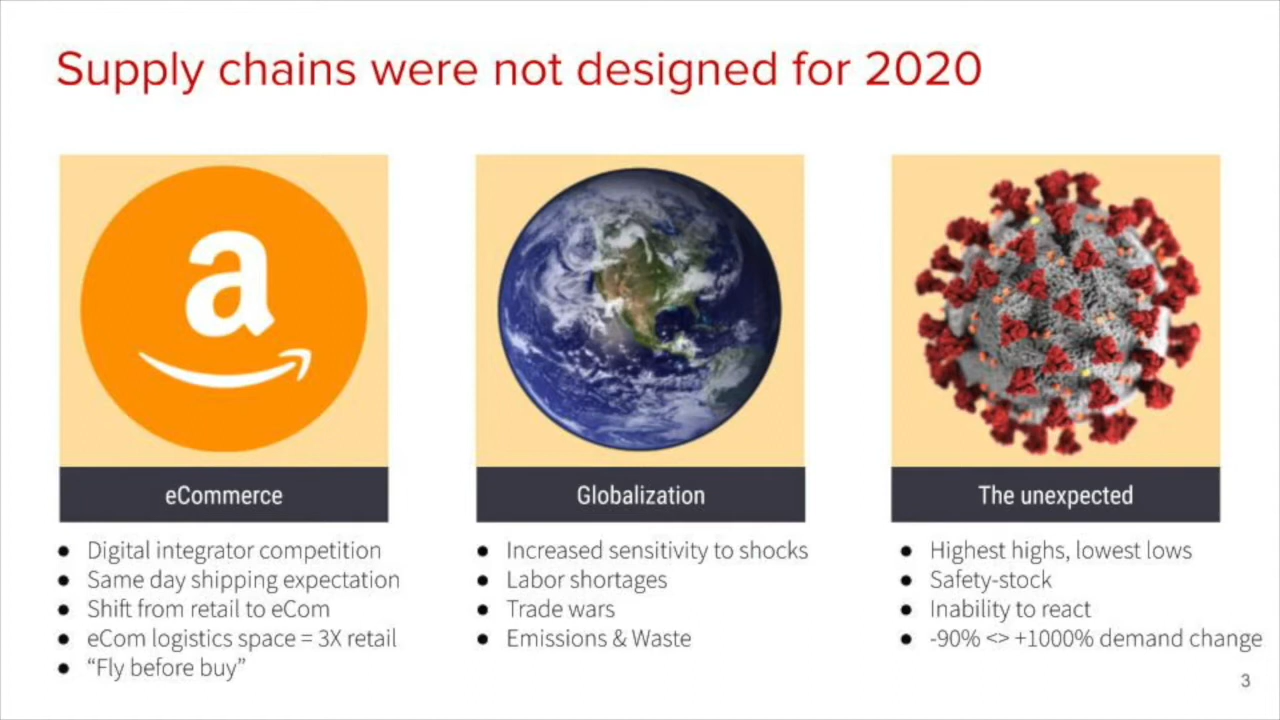 Supply chains were not designed for 2020
a
eCommerce
Digital integrator competition
Same day shipping expectation
Shift from retail to eCom
eCom logistics space = 3X retail
“Fly before buy”
Globalization
Increased sensitivity to shocks
Labor shortages
Trade wars
Emissions & Waste
The unexpected
Highest highs, lowest lows
Safety-stock
Inability to react
-90% <> +1000% demand change
3